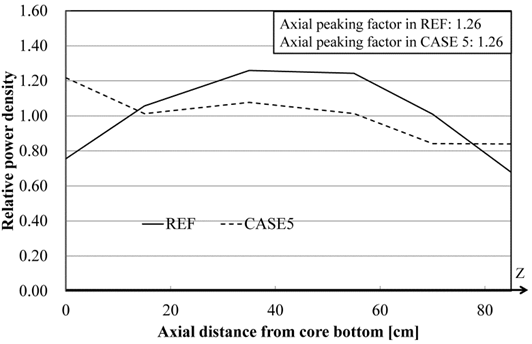 1.60
1.40
1.20
1.00
0.80
0.60
0.40
0.20
0.00
Relative power density
Axial peaking factor in REF: 1.26
Axial peaking factor in CASE 5: 1.26
REF
CASE5
Z
0
20
40
60
80
Axial distance from core bottom [cm]